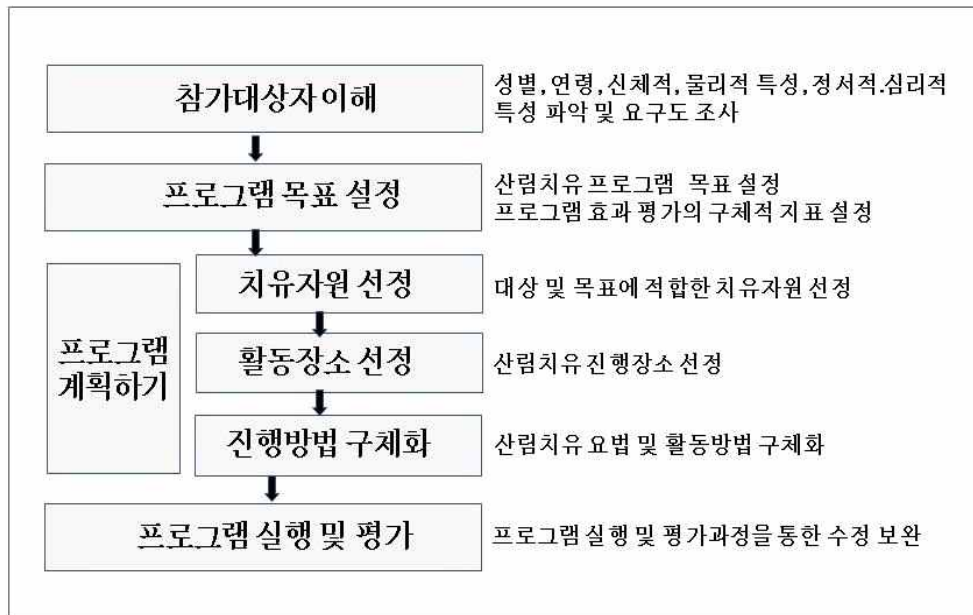 참가대상자 이해
성별, 연령, 신체적, 물리적 특성, 정서적.심리적
특성 파악 및 요구도 조사
프로그램 목표 설정
산림치유 프로그램 목표 설정
프로그램 효과 평가의 구체적 지표 설정
프로그램
계획하기
치유자원 선정
대상 및 목표에 적합한 치유자원 선정
활동장소 선정
산림치유 진행장소 선정
진행방법 구체화
산림치유 요법 및 활동방법 구체화
프로그램 실행 및 평가
프로그램 실행 및 평가과정을 통한 수정 보완